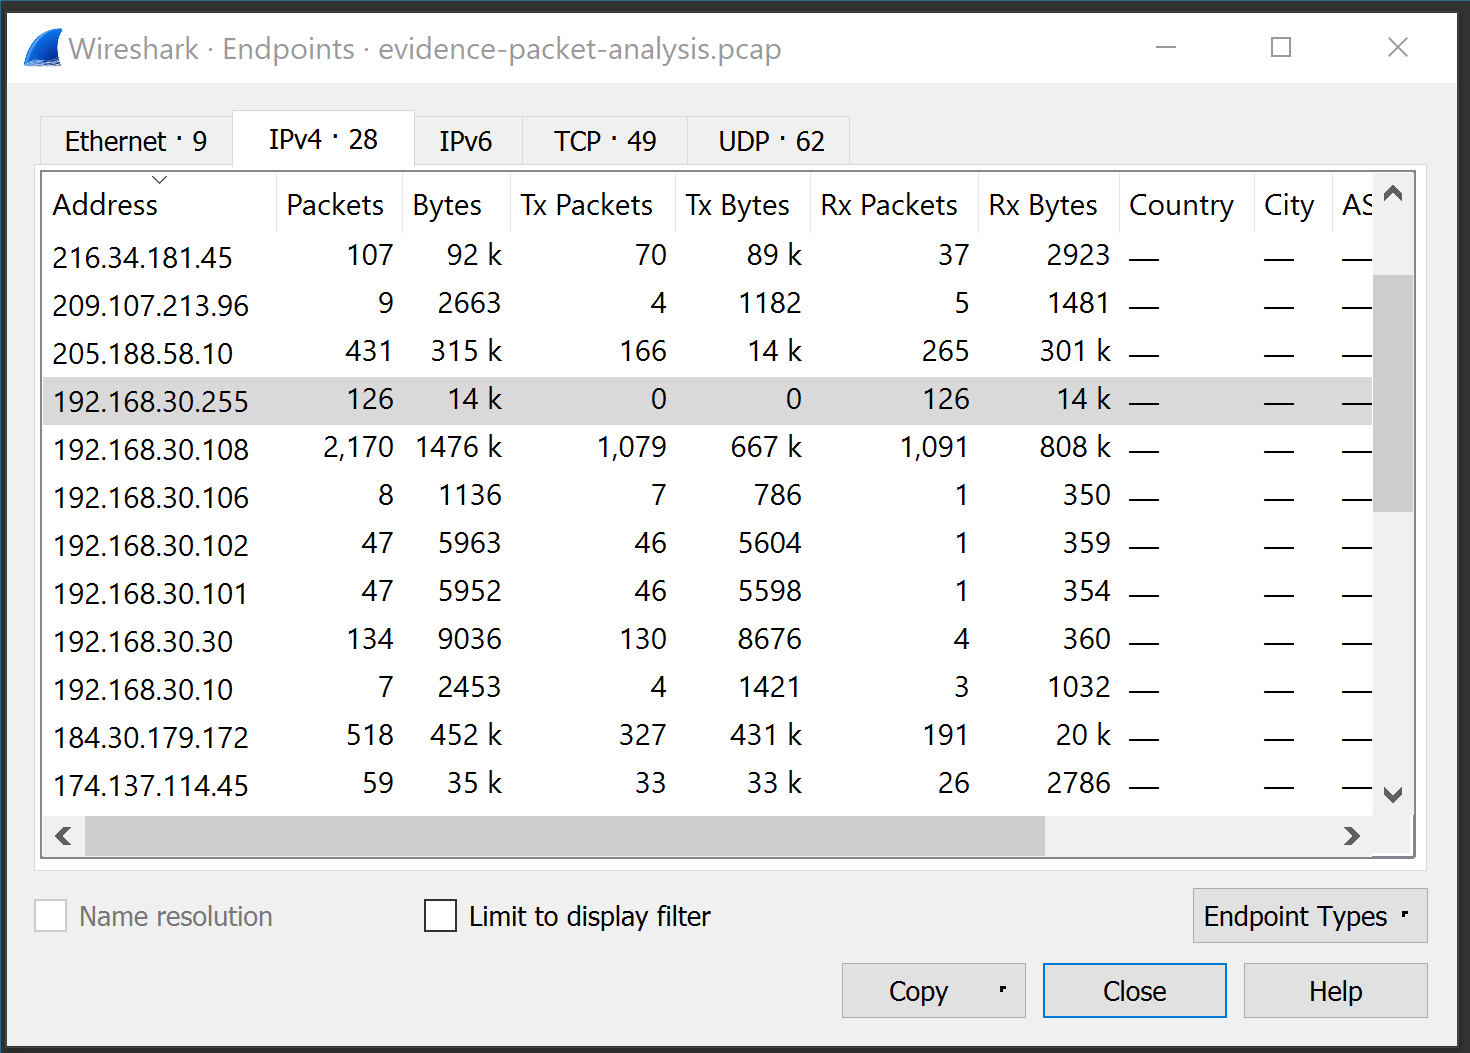 Wireshark · Endpoints · evidence-packet-analysis.pcap
Ethernet · 9 IPv4 · 28 IPv6 TCP · 49 UDP · 62
Address Packets Bytes Tx Packets Tx Bytes Rx Packets Rx Bytes Country City AS
216.34.181.45 107 92 k 70 89 k 37 2923 — — —
209.107.213.96 9 2663 4 1182 5 1481 — — —
205.188.58.10 431 315 k 166 14 k 265 301 k — — —
192.168.30.255 126 14 k 0 0 126 14 k — — —
192.168.30.108 2,170 1476 k 1,079 667 k 1,091 808 k — — —
192.168.30.106 8 1136 7 786 1 350 — — —
192.168.30.102 47 5963 46 5604 1 359 — — —
192.168.30.101 47 5952 46 5598 1 354 — — —
192.168.30.30 134 9036 130 8676 4 360 — — —
192.168.30.10 7 2453 4 1421 3 1032 — — —
184.30.179.172 518 452 k 327 431 k 191 20 k — — —
174.137.114.45 59 35 k 33 33 k 26 2786 — — —
Name resolution Limit to display filter Endpoint Types
Copy Close Help